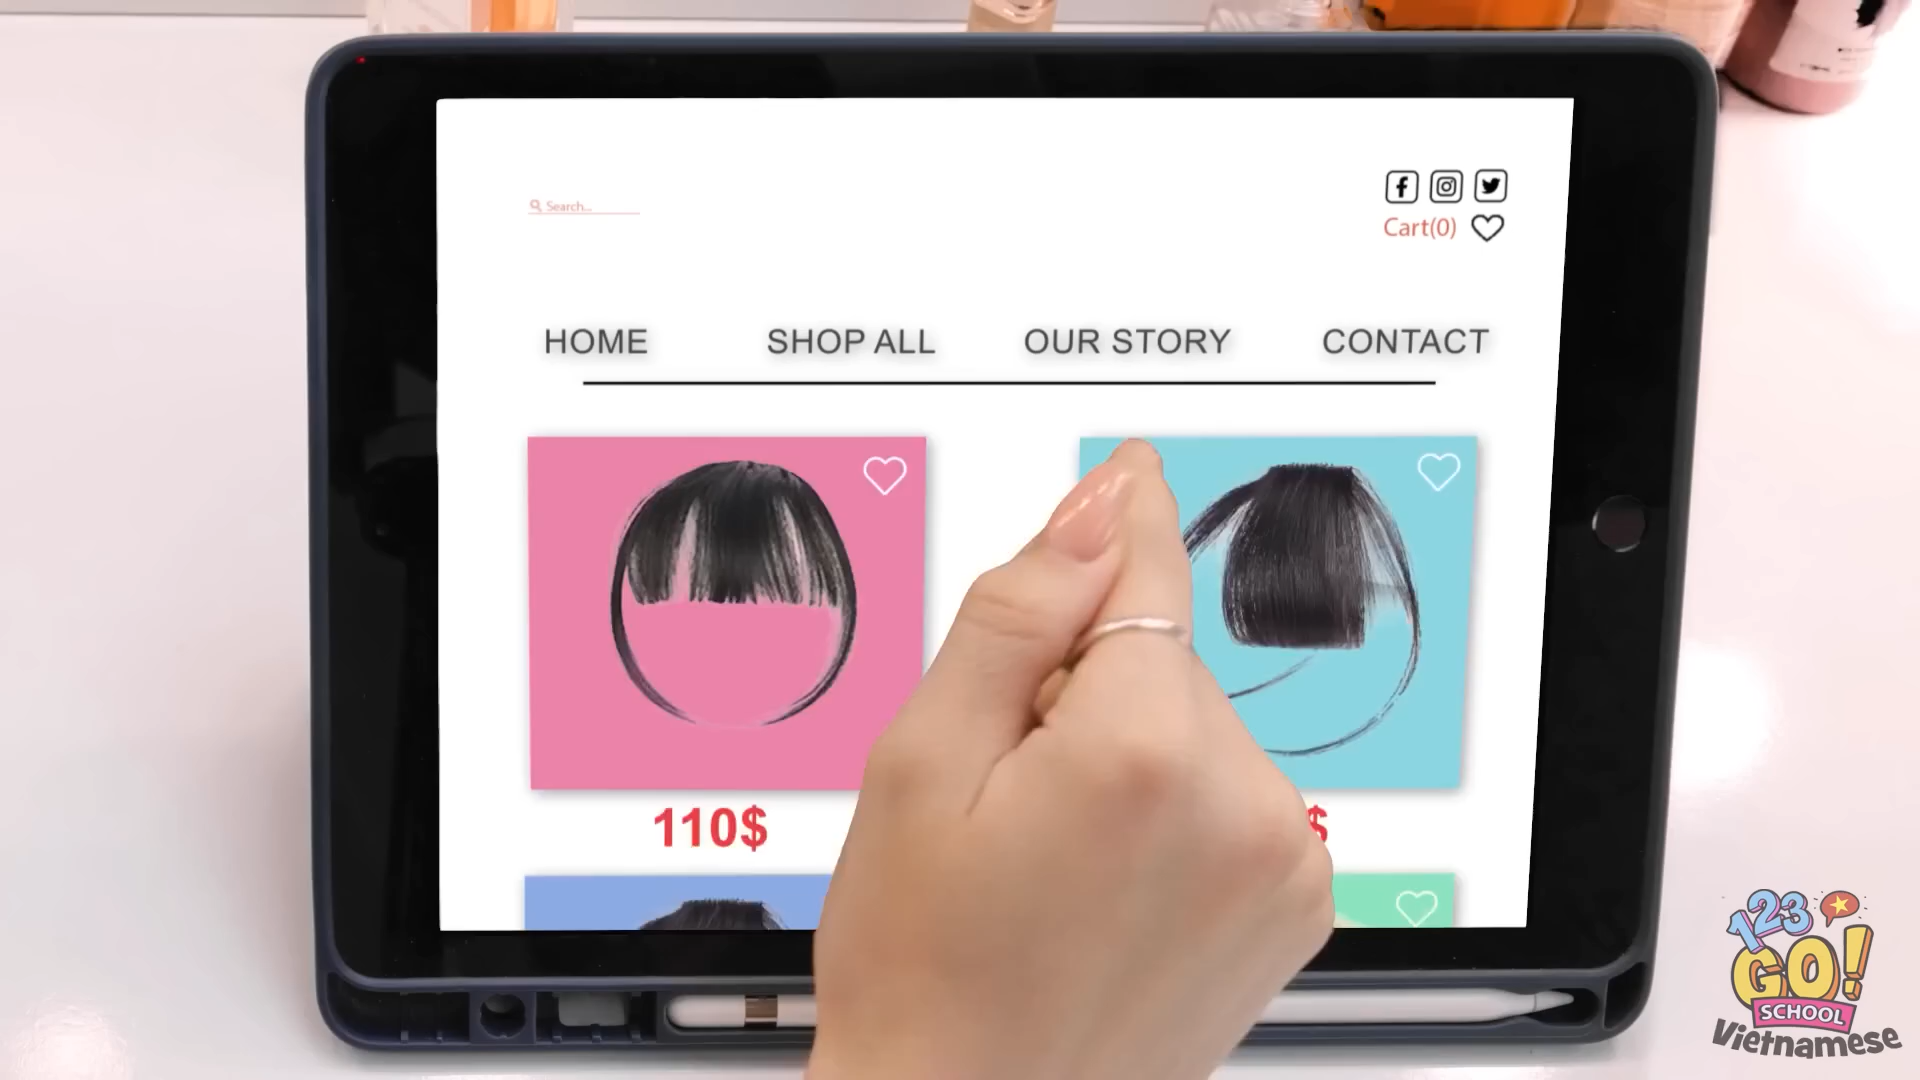 Search...
Cart(0)
HOME SHOP ALL OUR STORY CONTACT
110$
$
123
GO!
SCHOOL
Vietnamese